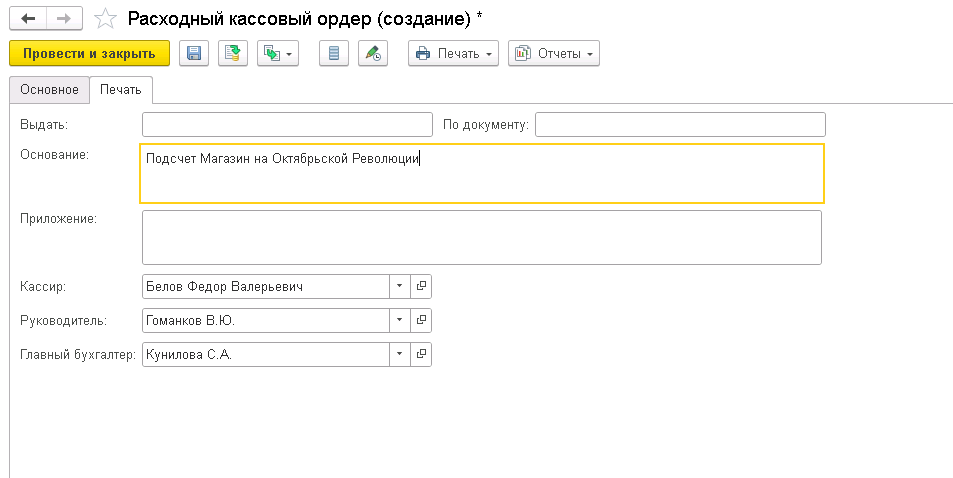 Расходный кассовый ордер (создание) *
Провести и закрыть Печать Отчеты
Основное Печать
Выдать: По документу:
Основание: Подсчет Магазин на Октябрьской Революции
Приложение:
Кассир: Белов Федор Валерьевич
Руководитель: Гоманков В.Ю.
Главный бухгалтер: Кунилова С.А.